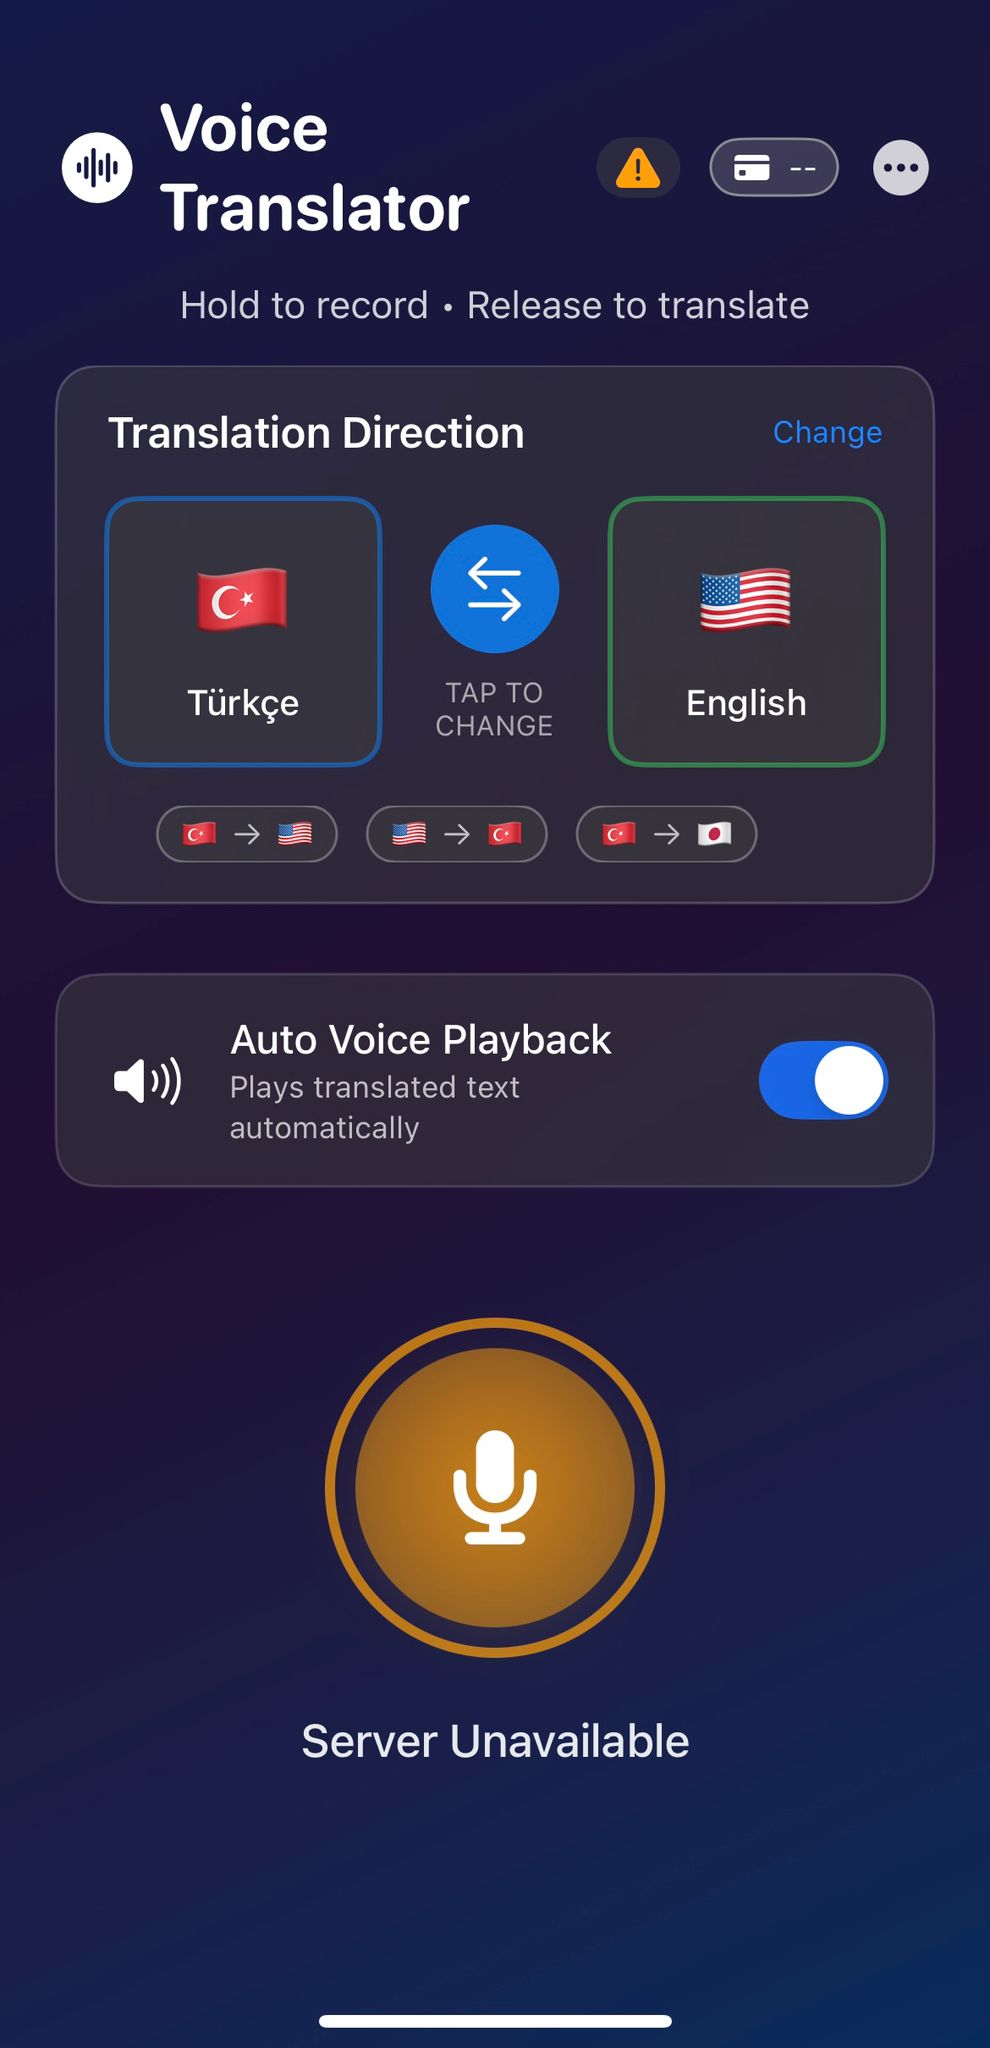 Voice
Translator
--
Hold to record • Release to translate
Translation Direction
Change
Türkçe
TAP TO
CHANGE
English
Auto Voice Playback
Plays translated text
automatically
Server Unavailable